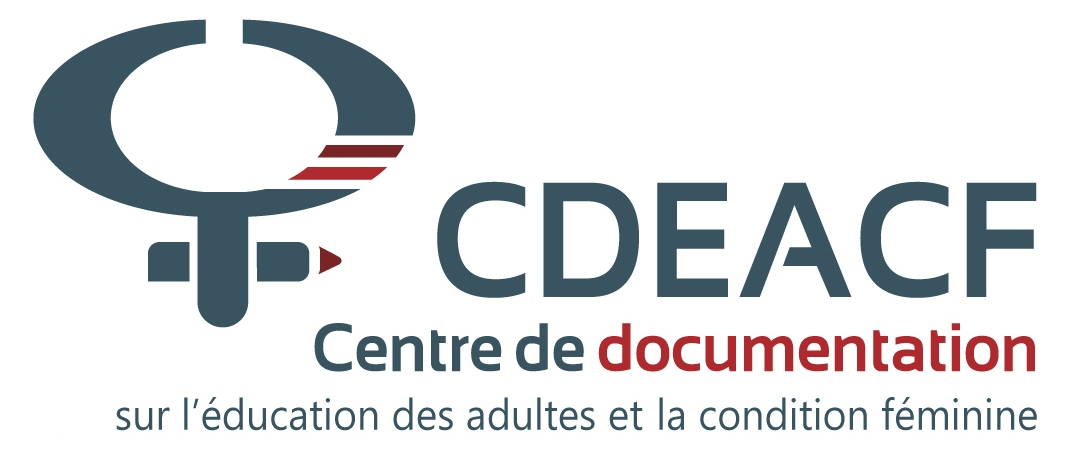 CDEACF
Centre de documentation
sur l'éducation des adultes et la condition féminine